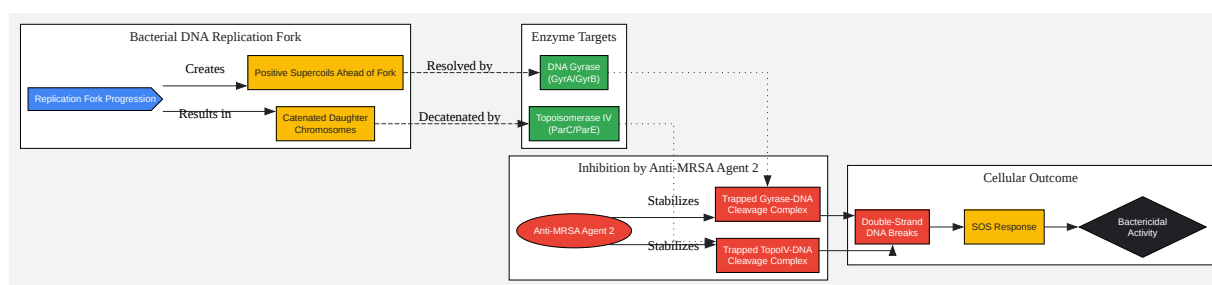 Bacterial DNA Replication Fork
Replication Fork Progression
Creates
Results in
Positive Supercoils Ahead of Fork
Catenated Daughter
Chromosomes
Resolved by
Decatenated by
Enzyme Targets
DNA Gyrase
(GyrA/GyrB)
Topoisomerase IV
(ParC/ParE)
Inhibition by Anti-MRSA Agent 2
Anti-MRSA Agent 2
Stabilizes
Stabilizes
Trapped Gyrase-DNA
Cleavage Complex
Trapped TopoIV-DNA
Cleavage Complex
Cellular Outcome
Double-Strand
DNA Breaks
SOS Response
Bactericidal
Activity